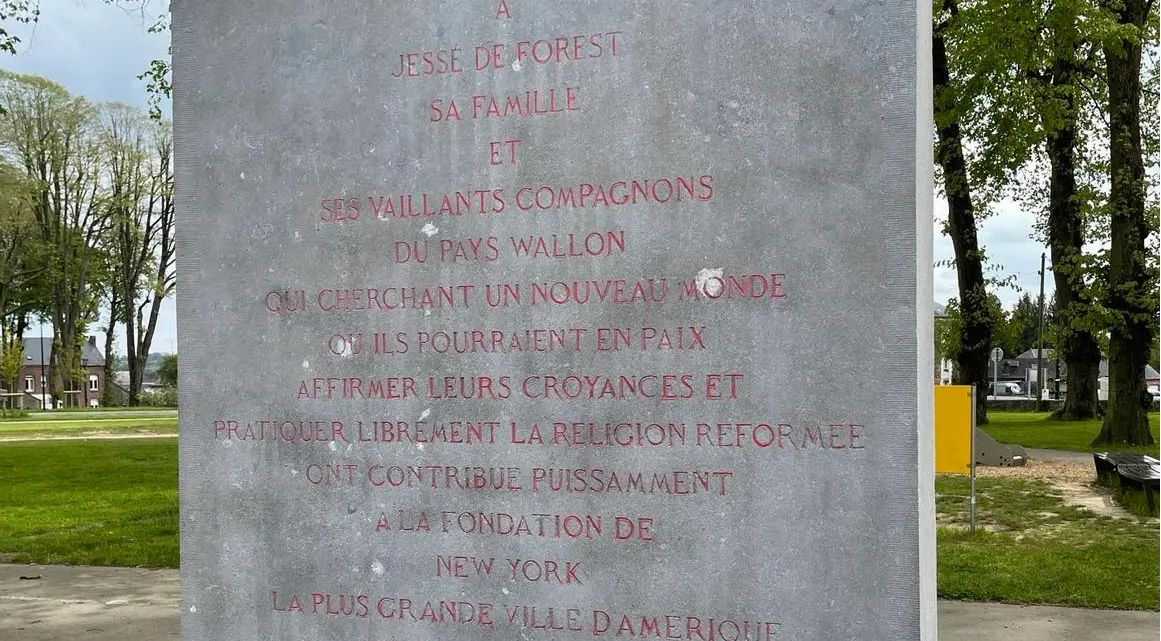 A
JESSÉ DE FOREST
SA FAMILLE
ET
SES VAILLANTS COMPAGNONS
DU PAYS WALLON
QUI CHERCHANT UN NOUVEAU MONDE
OU ILS POURRAIENT EN PAIX
AFFIRMER LEURS CROYANCES ET
PRATIQUER LIBREMENT LA RELIGION REFORMEE
ONT CONTRIBUE PUISSAMMENT
A LA FONDATION DE
NEW YORK
LA PLUS GRANDE VILLE D'AMÉRIQUE